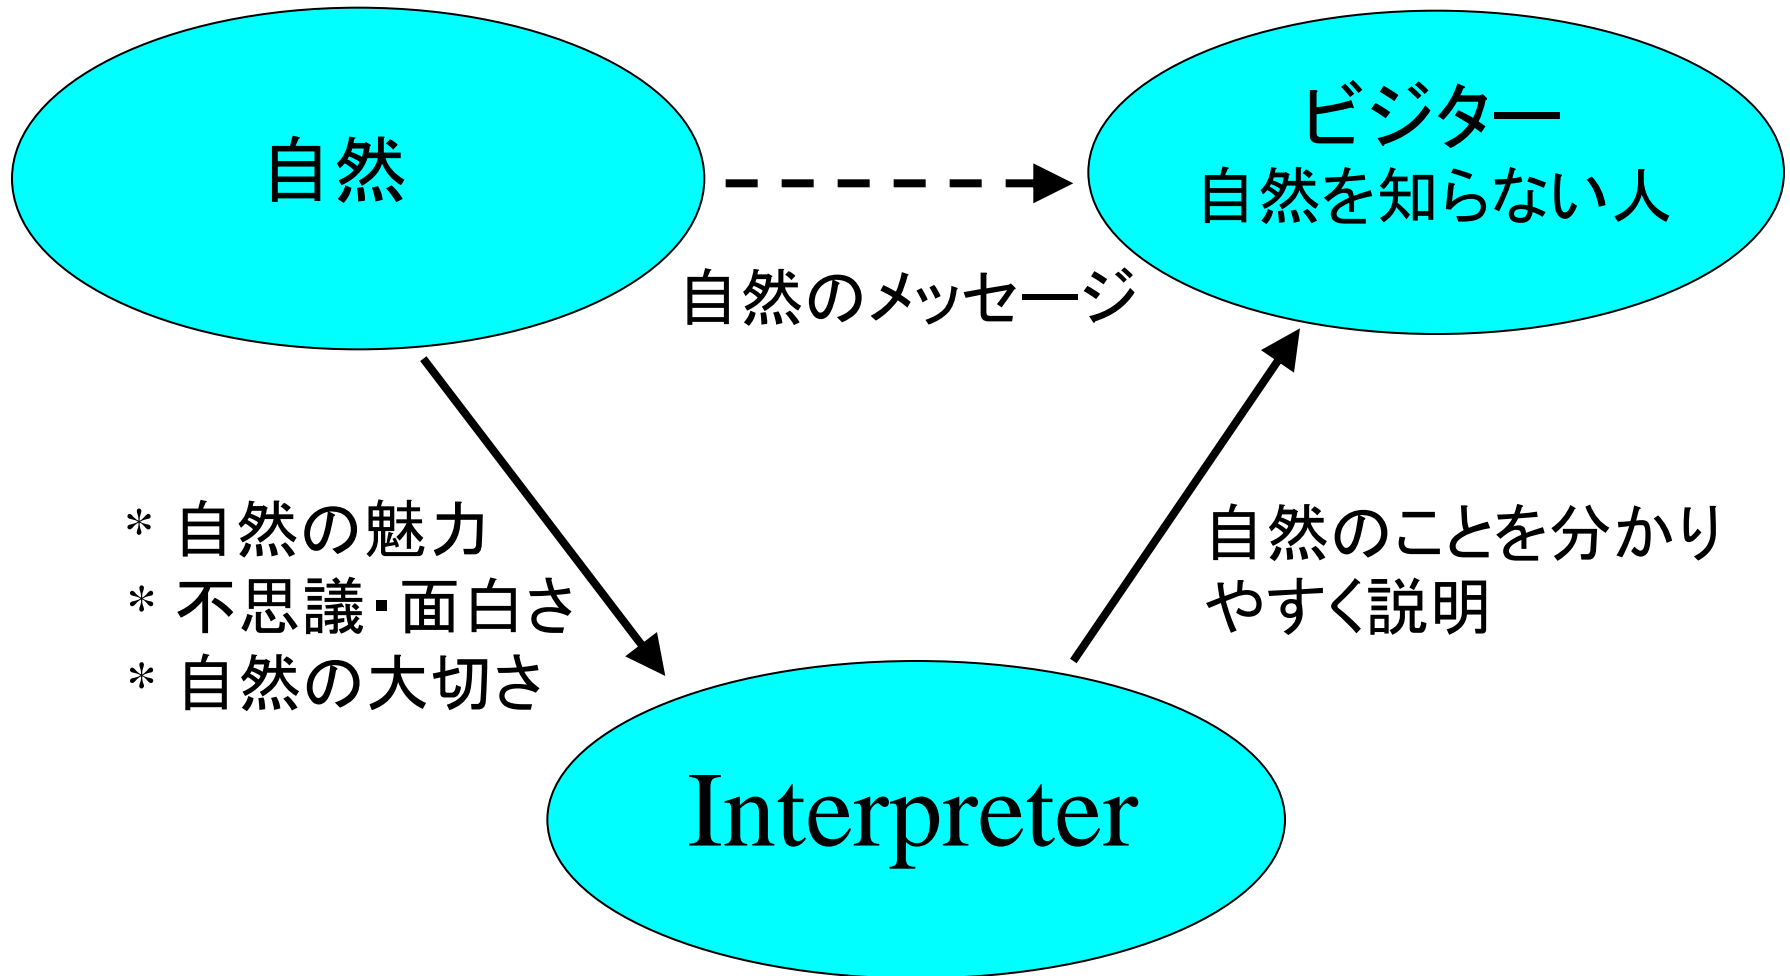 自然
ビジター
自然を知らない人
自然のメッセージ
* 自然の魅力
* 不思議・面白さ
* 自然の大切さ
自然のことを分かり
やすく説明
Interpreter